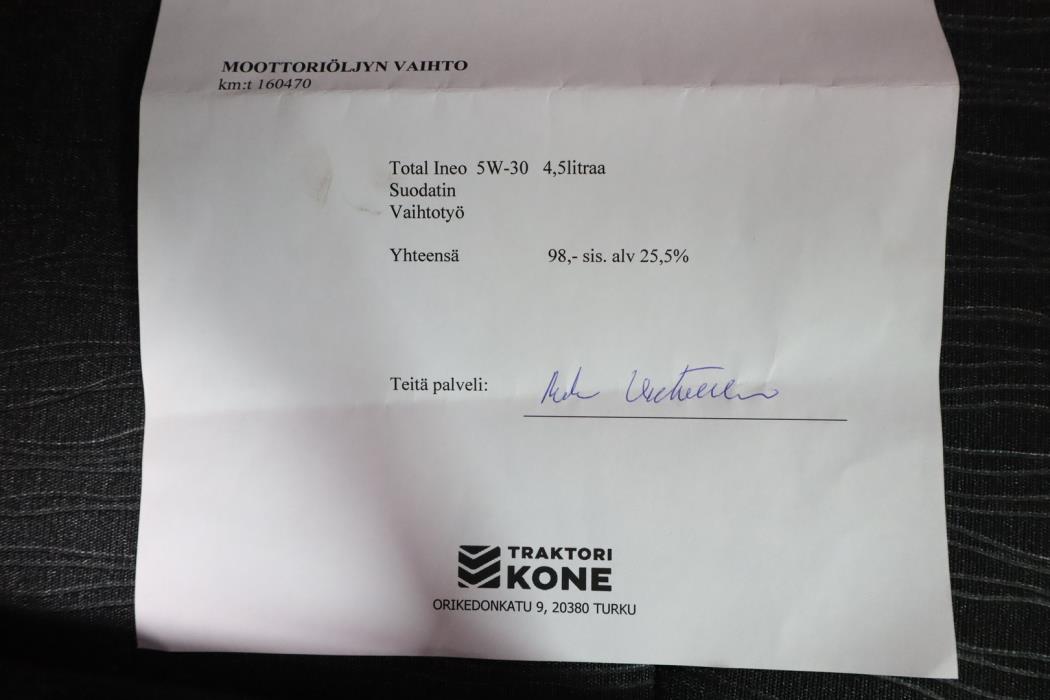 MOOTTORIÖLJYN VAIHTO
km:t 160470
Total Ineo 5W-30 4,5litraa
Suodatin
Vaihtotyö
Yhteensä 98,- sis. alv 25,5%
Teitä palveli:
TRAKTORI
KONE
ORIKEDONKATU 9, 20380 TURKU